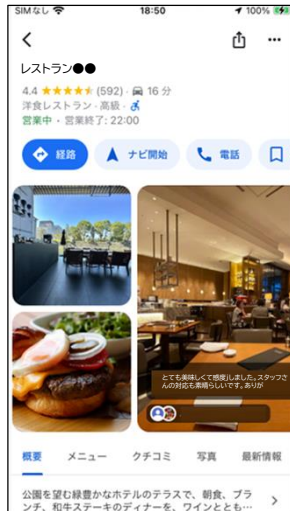 SIMなし 18:50 100%
レストラン●●
4.4 ★★★★★ (592)・ 16 分
洋食レストラン・高級・
営業中・営業終了: 22:00
経路 ナビ開始 電話
とても美味しくて感度しました。スタッフさ
んの対応も素晴らしいです。ありが
概要 メニュー クチコミ 写真 最新情報
公園を望む緑豊かなホテルのテラスで、朝食、ブラ
ンチ、和牛ステーキのディナーを、ワインととも…